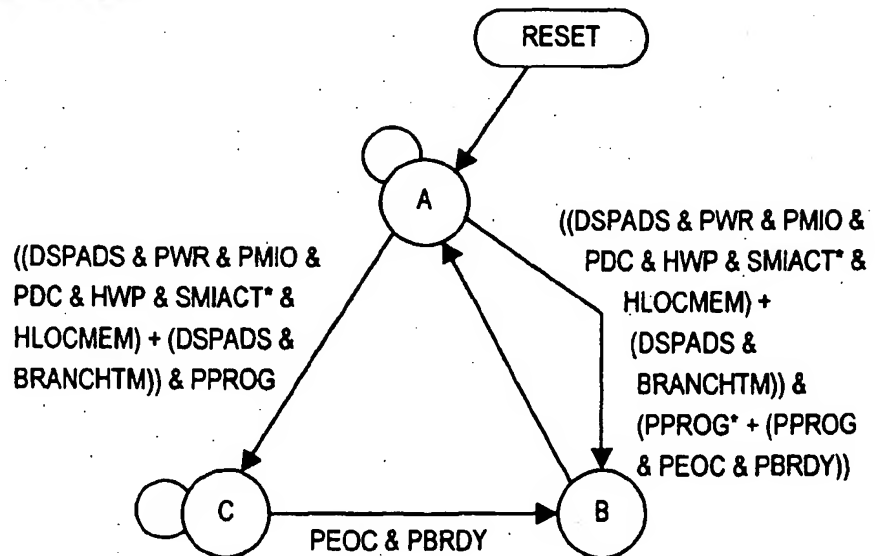 RESET
A
((DSPADS & PWR & PMIO &
PDC & HWP & SMIACT* &
HLOCMEM) + (DSPADS &
BRANCHTM)) & PPROG
((DSPADS & PWR & PMIO &
PDC & HWP & SMIACT* &
HLOCMEM) +
(DSPADS &
BRANCHTM)) &
(PPROG* + (PPROG
& PEOC & PBRDY))
C
PEOC & PBRDY
B